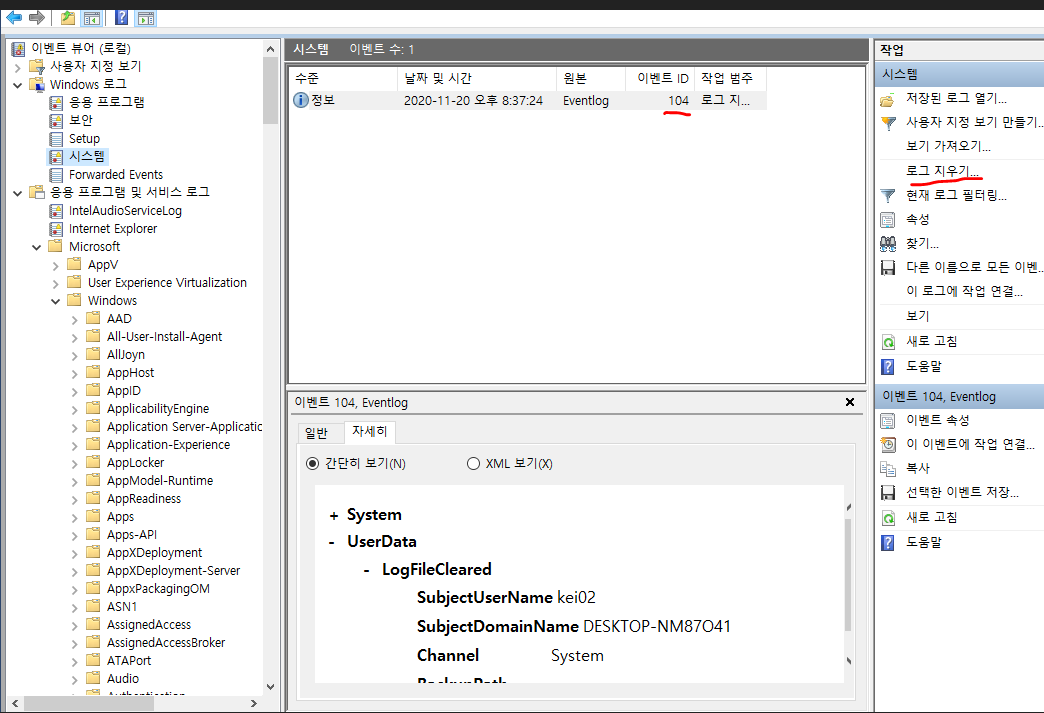 이벤트 뷰어 (로컬)
사용자 지정 보기
Windows 로그
응용 프로그램
보안
Setup
시스템
Forwarded Events
응용 프로그램 및 서비스 로그
IntelAudioServiceLog
Internet Explorer
Microsoft
AppV
User Experience Virtualization
Windows
AAD
All-User-Install-Agent
AllJoyn
AppHost
AppID
ApplicabilityEngine
Application Server-Applicatic
Application-Experience
AppLocker
AppModel-Runtime
AppReadiness
Apps
Apps-API
AppXDeployment
AppXDeployment-Server
AppxPackagingOM
ASN1
AssignedAccess
AssignedAccessBroker
ATAPort
Audio
Authentication
시스템 이벤트 수: 1
수준 날짜 및 시간 원본 이벤트 ID 작업 범주
정보 2020-11-20 오후 8:37:24 Eventlog 104 로그 지...
이벤트 104, Eventlog
일반 자세히
간단히 보기(N) XML 보기(X)
+ System
- UserData
- LogFileCleared
SubjectUserName kei02
SubjectDomainName DESKTOP-NM87O41
Channel System
BackupPath
작업
시스템
저장된 로그 열기...
사용자 지정 보기 만들기...
보기 가져오기...
로그 지우기...
현재 로그 필터링...
속성
찾기...
다른 이름으로 모든 이벤...
이 로그에 작업 연결...
보기
새로 고침
도움말
이벤트 104, Eventlog
이벤트 속성
이 이벤트에 작업 연결...
복사
선택한 이벤트 저장...
새로 고침
도움말